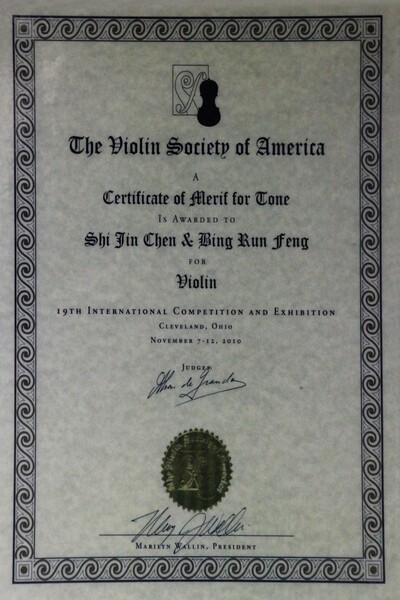 The Violin Society of America
A
Certificate of Merif for Tone
Is Awarded to
Shi Jin Chen & Bing Run Feng
for
Violin
19th International Competition and Exhibition
Cleveland, Ohio
November 7-12, 2010
Judges
Marilyn Wallin, President